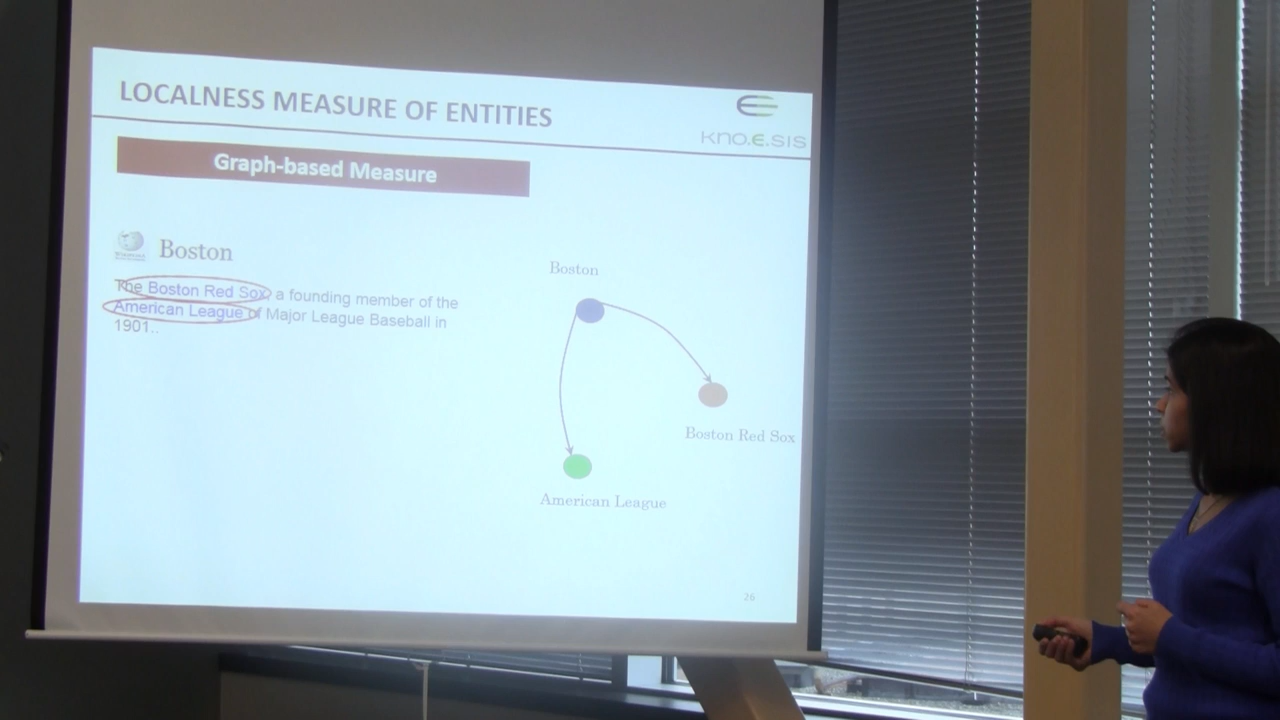 LOCALNESS MEASURE OF ENTITIES
kno.e.sis
Graph-based Measure
Boston
The Boston Red Sox, a founding member of the
American League of Major League Baseball in
1901..
Boston
Boston Red Sox
American League
26